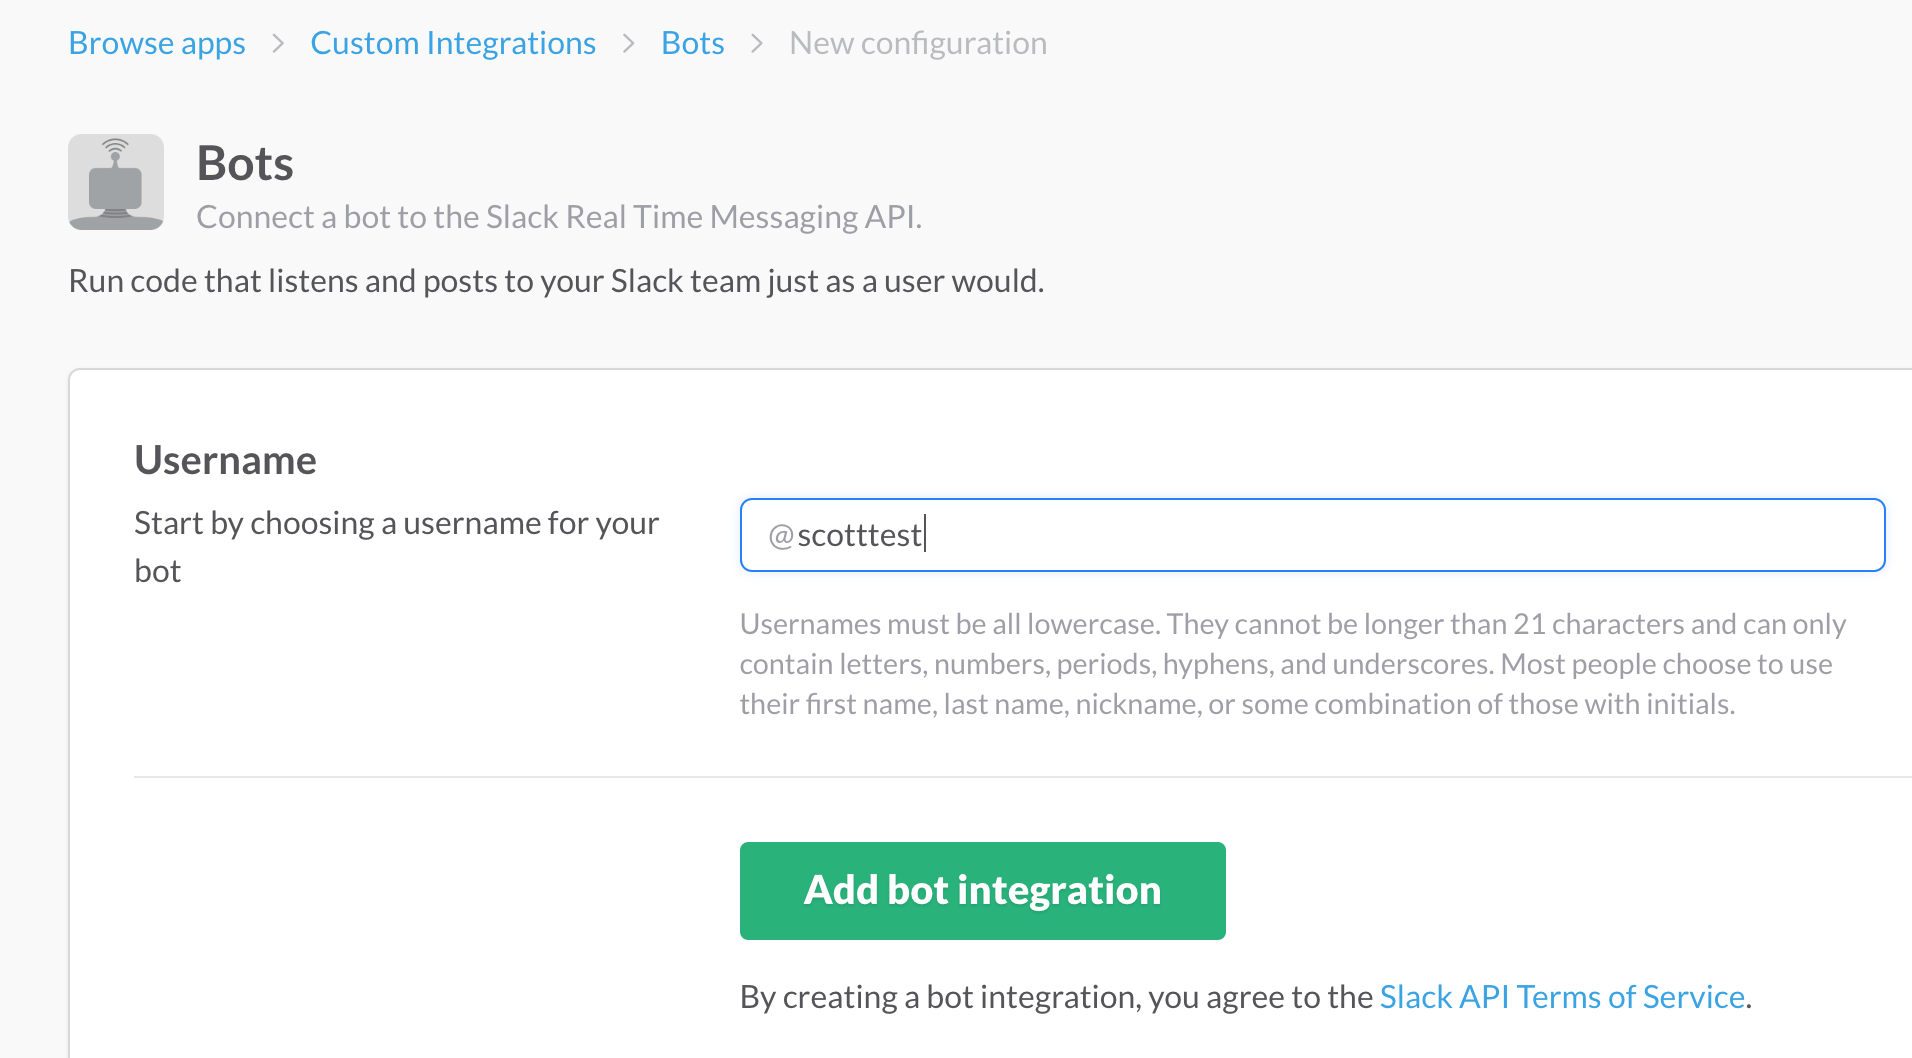 Browse apps > Custom Integrations > Bots > New configuration
Bots
Connect a bot to the Slack Real Time Messaging API.
Run code that listens and posts to your Slack team just as a user would.
Username
Start by choosing a username for your
bot
@scotttest
Usernames must be all lowercase. They cannot be longer than 21 characters and can only
contain letters, numbers, periods, hyphens, and underscores. Most people choose to use
their first name, last name, nickname, or some combination of those with initials.
Add bot integration
By creating a bot integration, you agree to the Slack API Terms of Service.